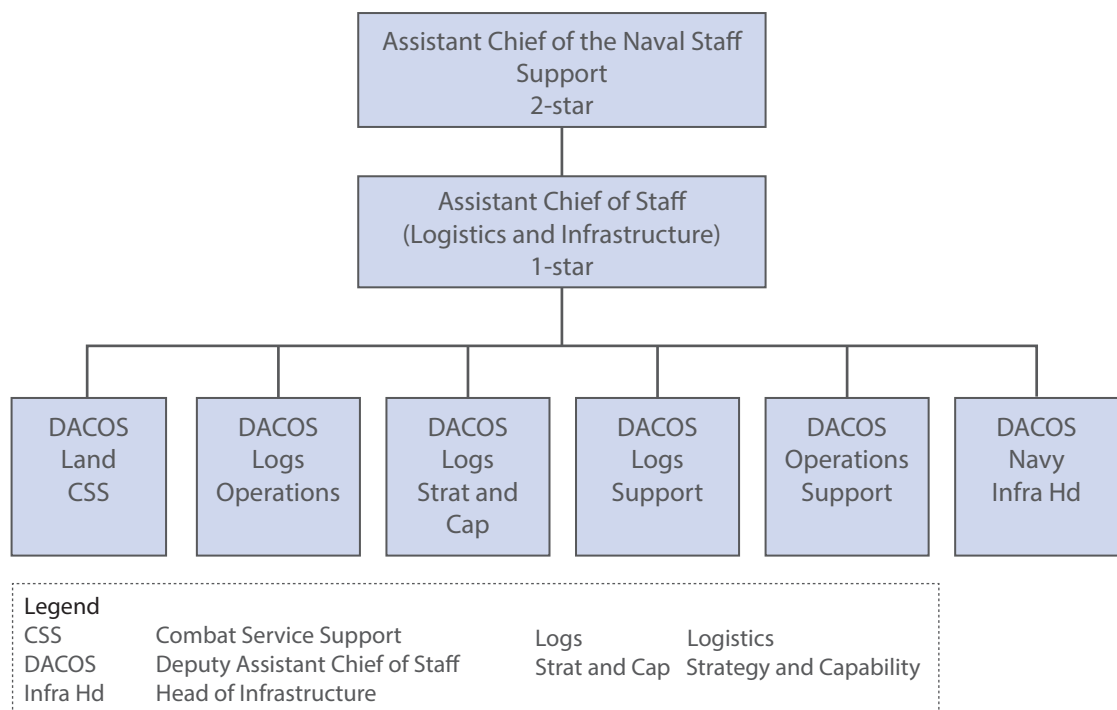 Assistant Chief of the Naval Staff
Support
2-star
Assistant Chief of Staff
(Logistics and Infrastructure)
1-star
DACOS
Land
CSS
DACOS
Logs
Operations
DACOS
Logs
Strat and
Cap
DACOS
Logs
Support
DACOS
Operations
Support
DACOS
Navy
Infra Hd
Legend
CSS Combat Service Support
DACOS Deputy Assistant Chief of Staff
Infra Hd Head of Infrastructure
Logs Logistics
Strat and Cap Strategy and Capability